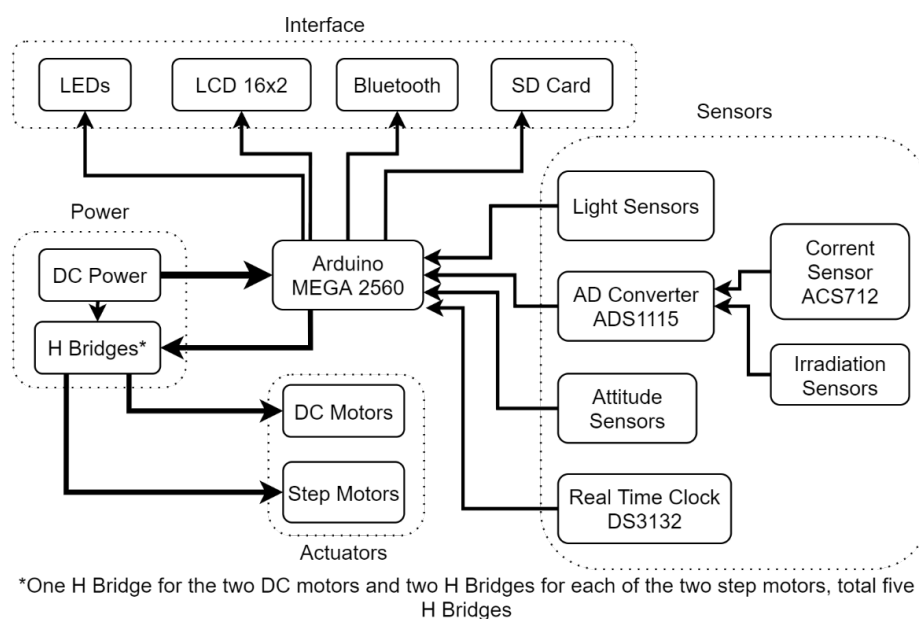 Interface
LEDs
LCD 16x2
Bluetooth
SD Card
Sensors
Light Sensors
Power
DC Power
Arduino
MEGA 2560
AD Converter
ADS1115
Corrent
Sensor
ACS712
H Bridges*
Irradiation
Sensors
DC Motors
Attitude
Sensors
Step Motors
Real Time Clock
DS3132
Actuators
*One H Bridge for the two DC motors and two H Bridges for each of the two step motors, total five
H Bridges